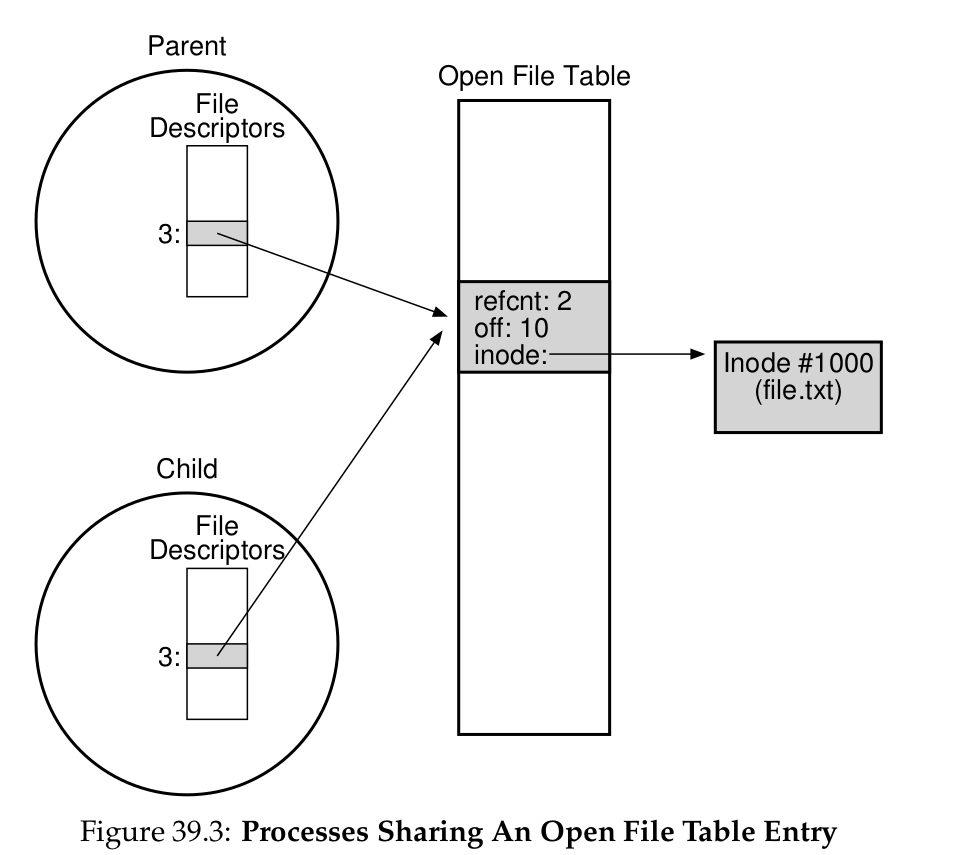 Parent
File
Descriptors
3:
Open File Table
refcnt: 2
off: 10
inode:
Inode #1000
(file.txt)
Child
File
Descriptors
3:
Figure 39.3: Processes Sharing An Open File Table Entry